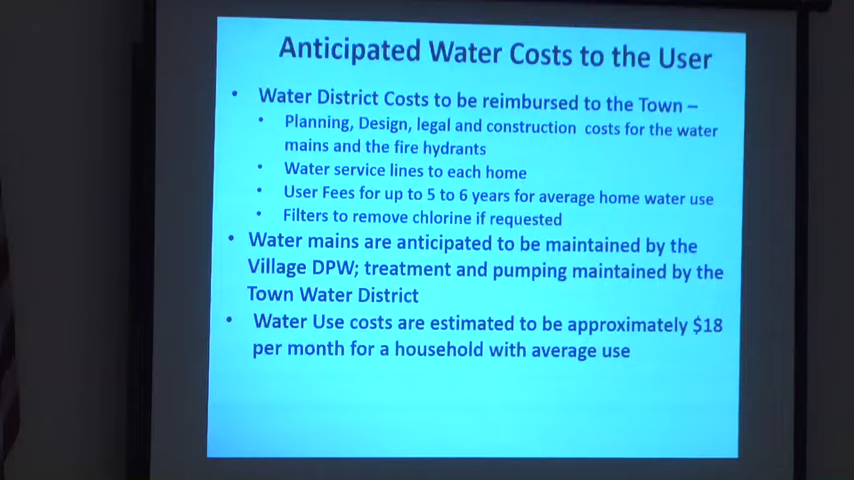 Anticipated Water Costs to the User
• Water District Costs to be reimbursed to the Town –
• Planning, Design, legal and construction costs for the water
mains and the fire hydrants
• Water service lines to each home
• User Fees for up to 5 to 6 years for average home water use
• Filters to remove chlorine if requested
• Water mains are anticipated to be maintained by the
Village DPW; treatment and pumping maintained by the
Town Water District
• Water Use costs are estimated to be approximately $18
per month for a household with average use